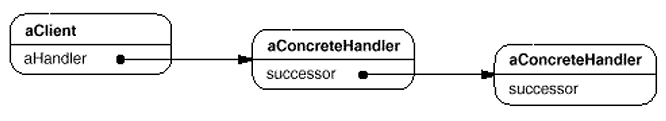 aClient
aHandler
aConcreteHandler
successor
aConcreteHandler
successor